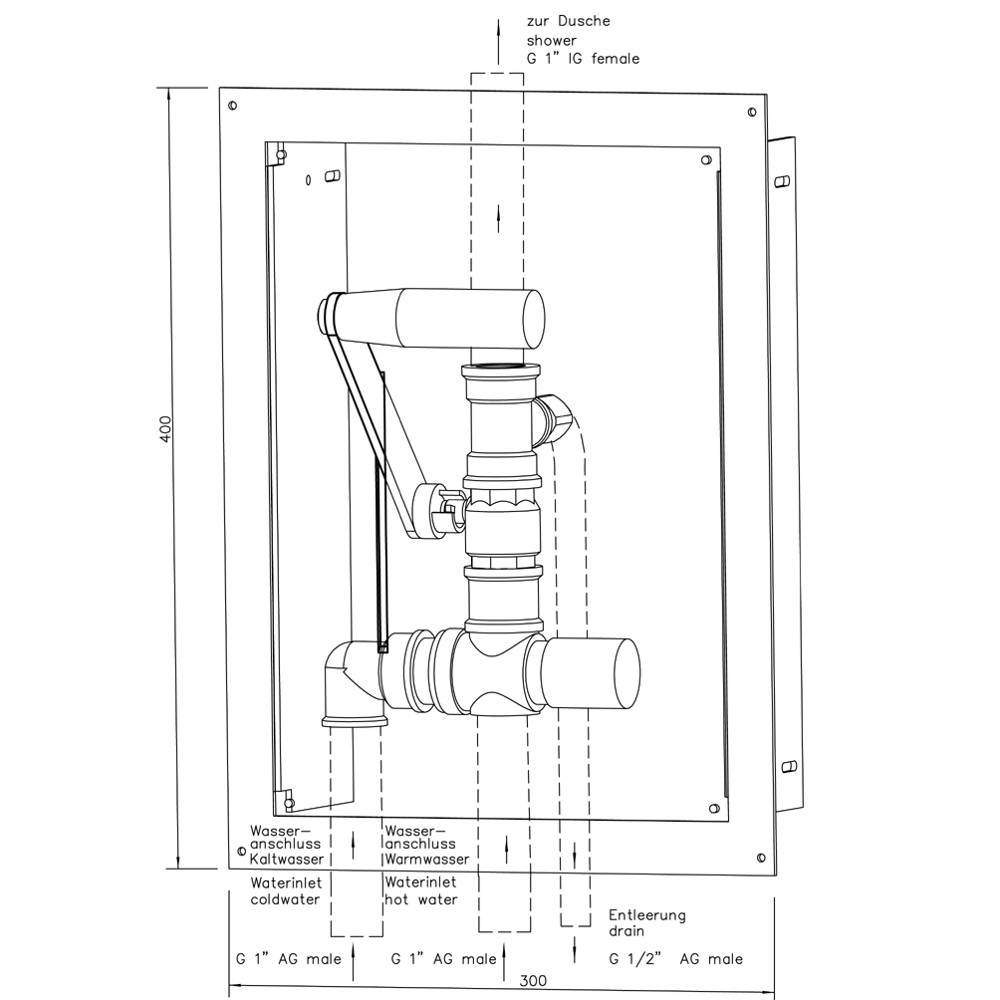 zur Dusche
shower
G 1" IG female
400
Wasser-
anschluss
Kaltwasser
Waterinlet
coldwater
Wasser-
anschluss
Warmwasser
Waterinlet
hot water
Entleerung
drain
G 1" AG male
G 1" AG male
G 1/2" AG male
300